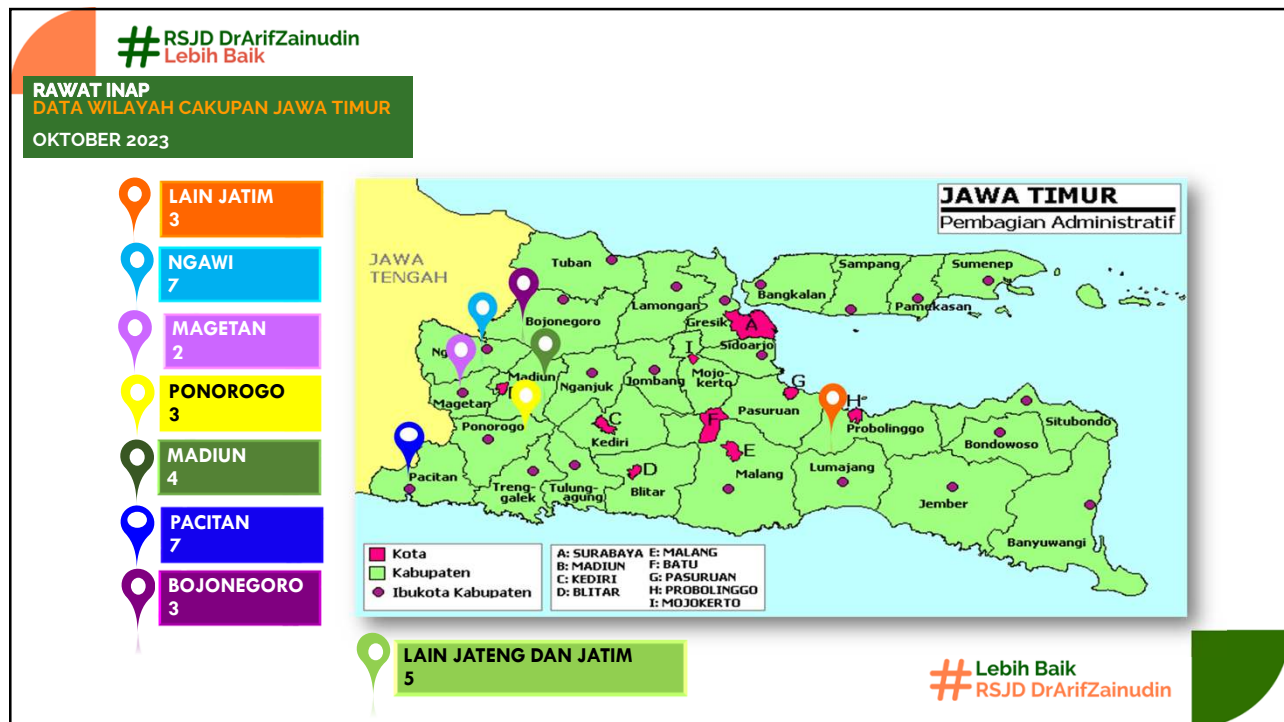 RSJD DrArifZainudin
Lebih Baik
RAWAT INAP
DATA WILAYAH CAKUPAN JAWA TIMUR
OKTOBER 2023
LAIN JATIM
3
NGAWI
7
MAGETAN
2
PONOROGO
3
MADIUN
4
PACITAN
7
BOJONEGORO
3
JAWA TIMUR
Pembagian Administratif
JAWA
TENGAH
Tuban
Lamongan
Bojonegoro
Gresik
A
Bangkalan
Sampang
Pamekasan
Sumenep
Sidoarjo
I
Mojo-
kerto
Jombang
Nganjuk
Madiun
Magetan
Ponorogo
C
Kediri
F
E
Pasuruan
G
H
Probolinggo
Situbondo
Bondowoso
Pacitan
Treng-
galek
Tulung-
agung
D
Blitar
Malang
Lumajang
Jember
Banyuwangi
Kota
Kabupaten
Ibukota Kabupaten
A: SURABAYA E: MALANG
B: MADIUN F: BATU
C: KEDIRI G: PASURUAN
D: BLITAR H: PROBOLINGGO
I: MOJOKERTO
LAIN JATENG DAN JATIM
5
Lebih Baik
RSJD DrArifZainudin